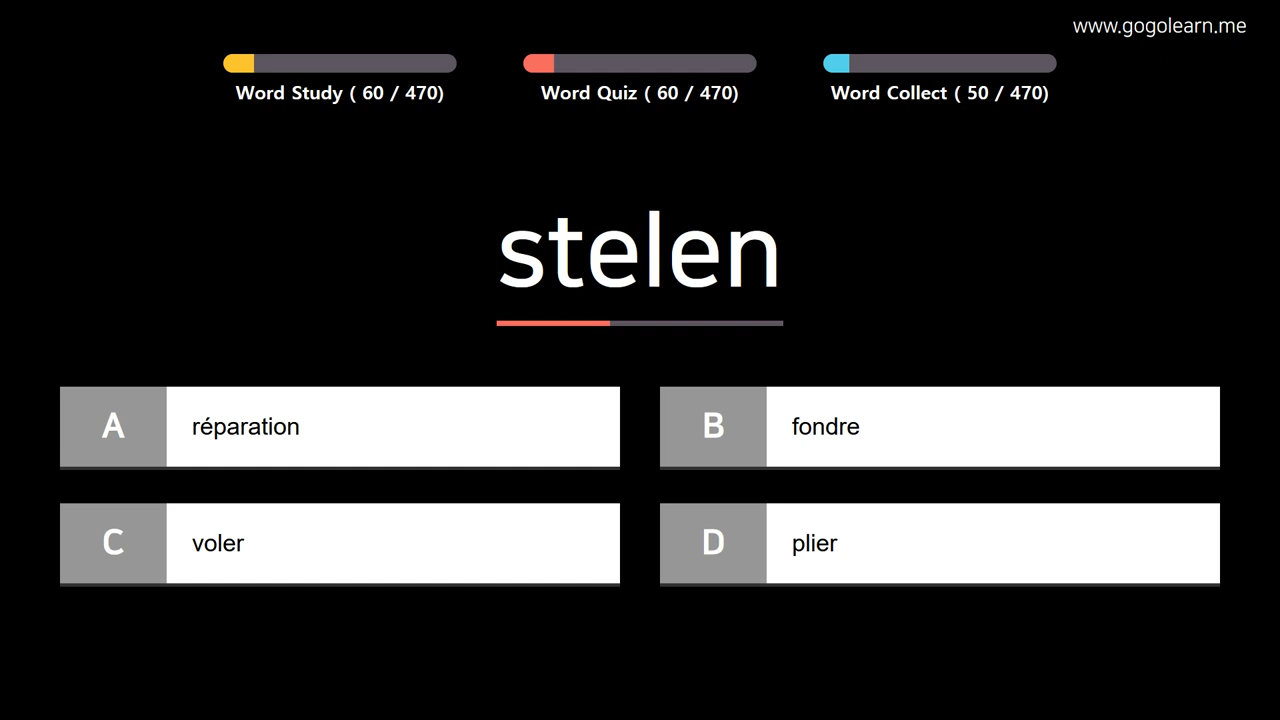 www.gogolearn.me
Word Study ( 60 / 470)
Word Quiz ( 60 / 470)
Word Collect ( 50 / 470)
stelen
A réparation
B fondre
C voler
D plier